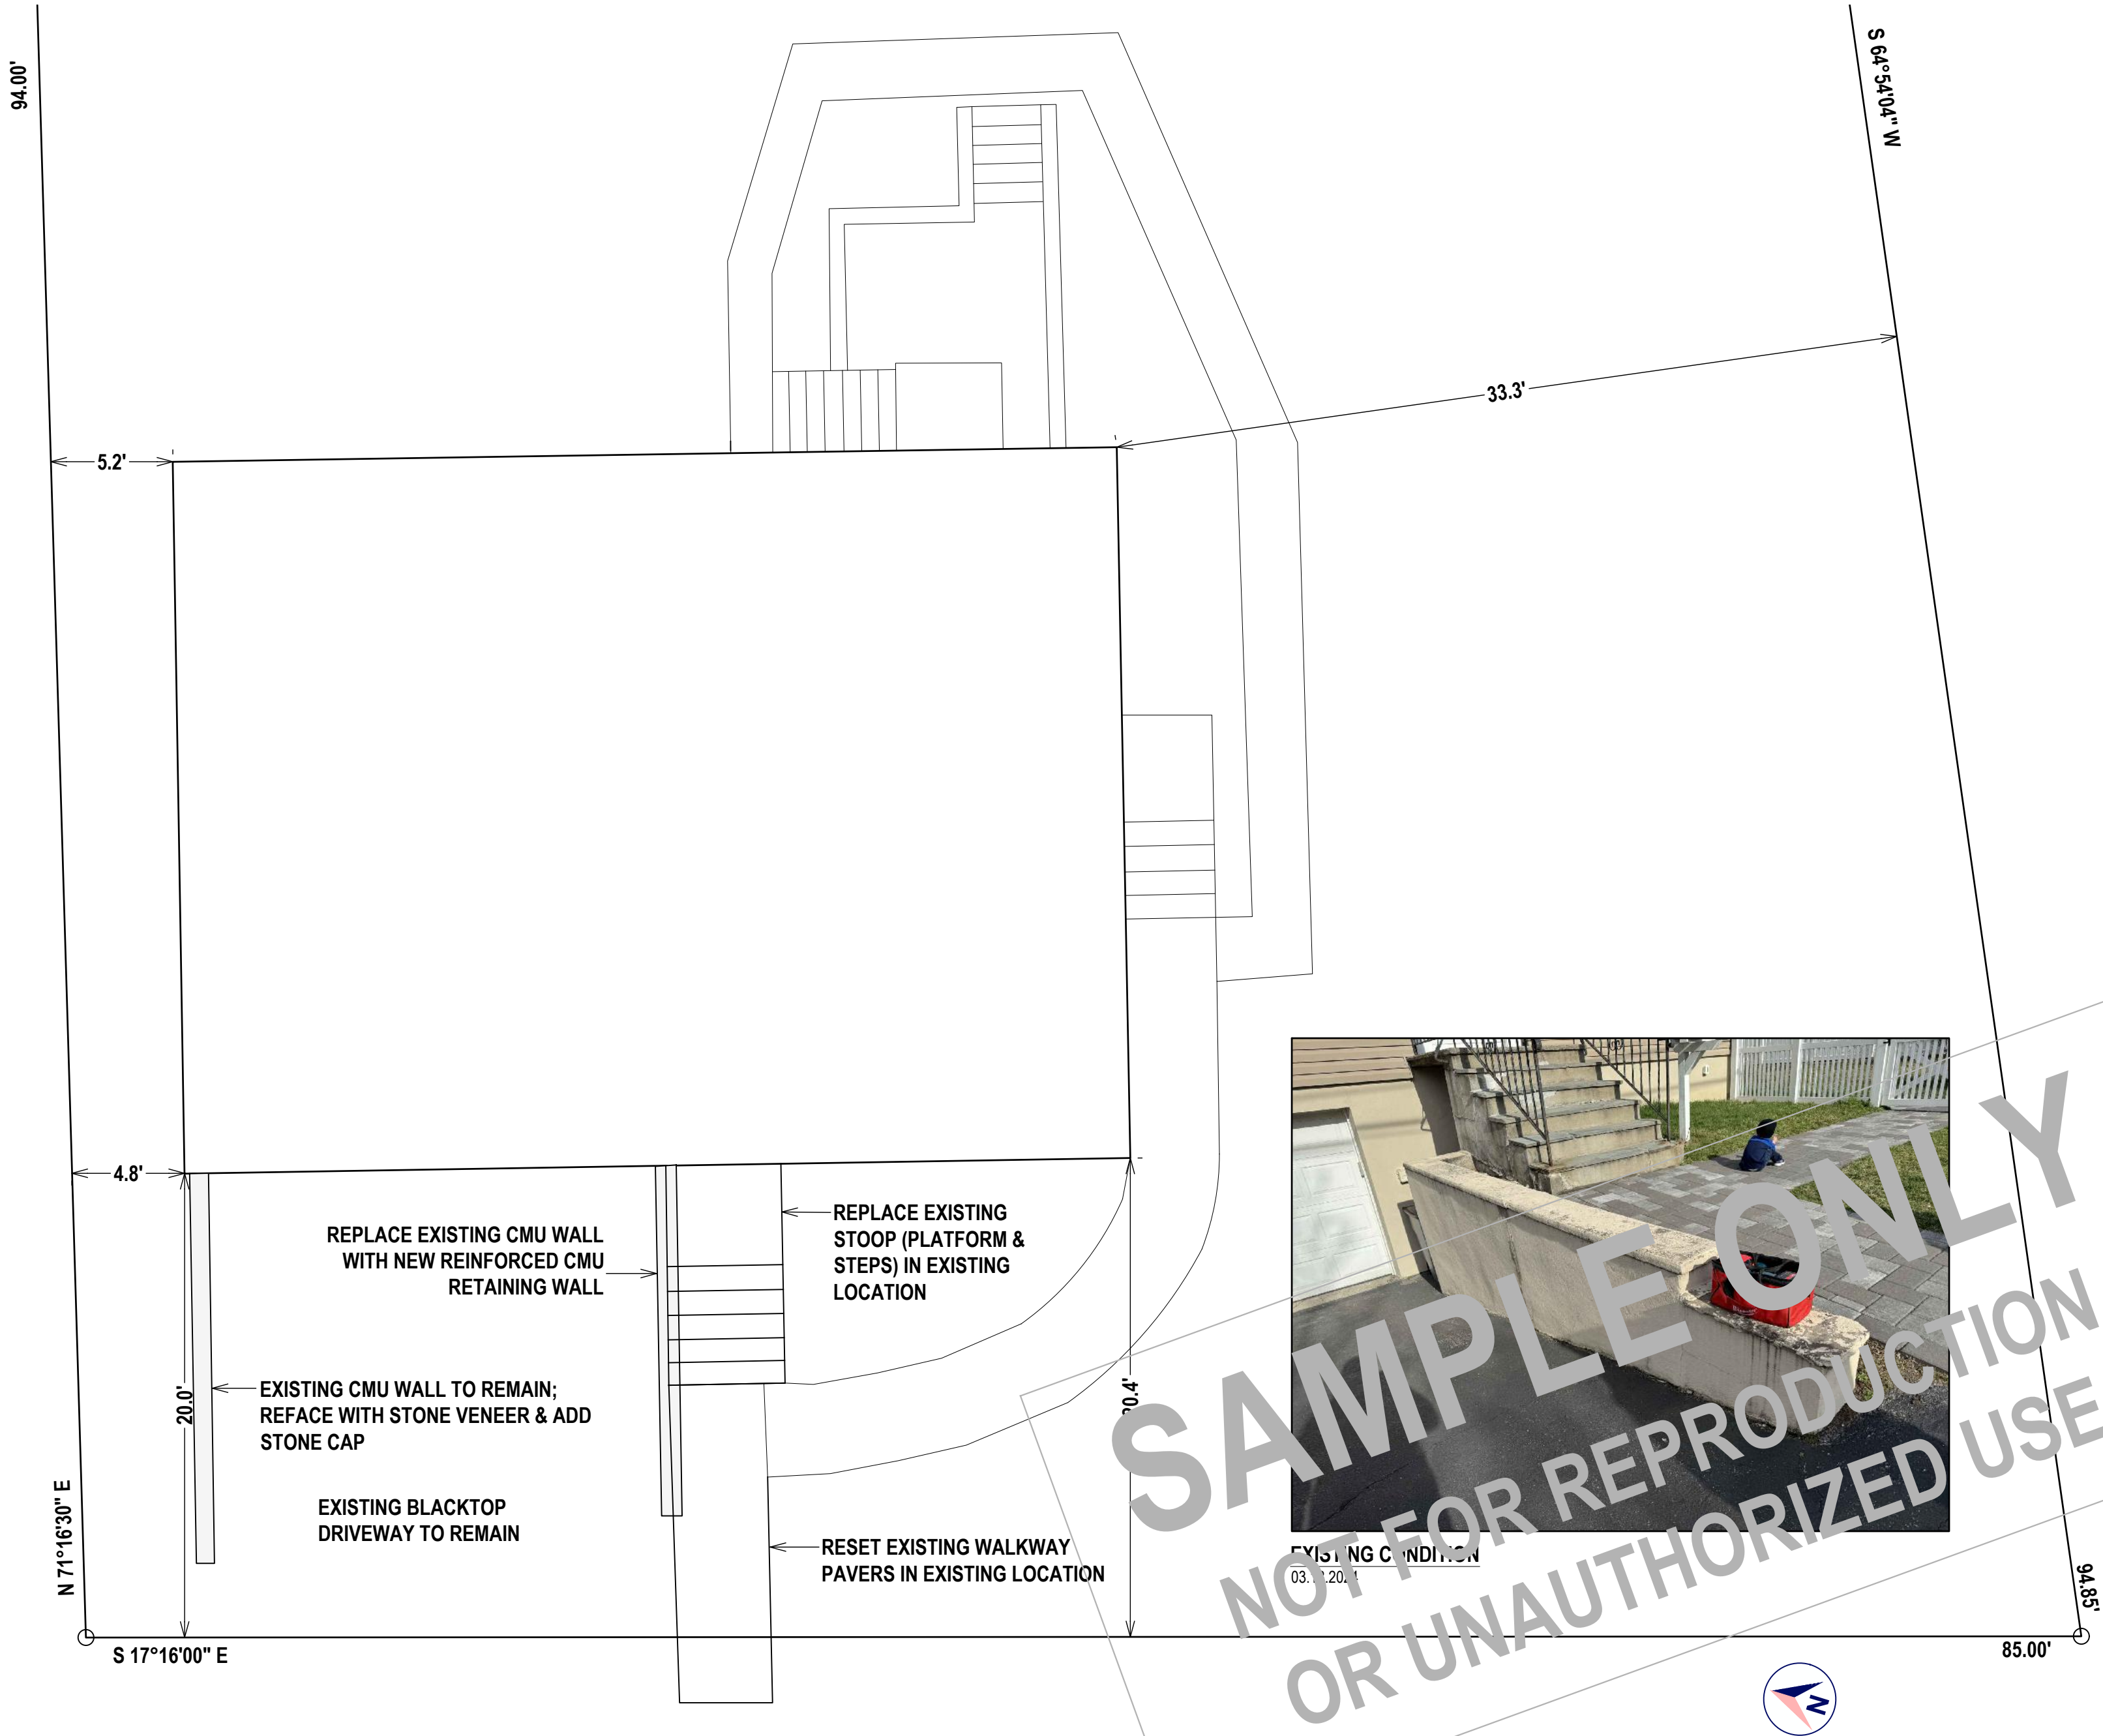 94.00'
S 64°54'04" W
33.3'
5.2'
4.8'
REPLACE EXISTING CMU WALL
WITH NEW REINFORCED CMU
RETAINING WALL
REPLACE EXISTING
STOOP (PLATFORM &
STEPS) IN EXISTING
LOCATION
EXISTING CMU WALL TO REMAIN;
REFACE WITH STONE VENEER & ADD
STONE CAP
20.0'
EXISTING BLACKTOP
DRIVEWAY TO REMAIN
RESET EXISTING WALKWAY
PAVERS IN EXISTING LOCATION
N 71°16'30" E
S 17°16'00" E
EXISTING CONDITION
SAMPLE ONLY
NOT FOR REPRODUCTION
OR UNAUTHORIZED USE
94.85'
85.00'
N